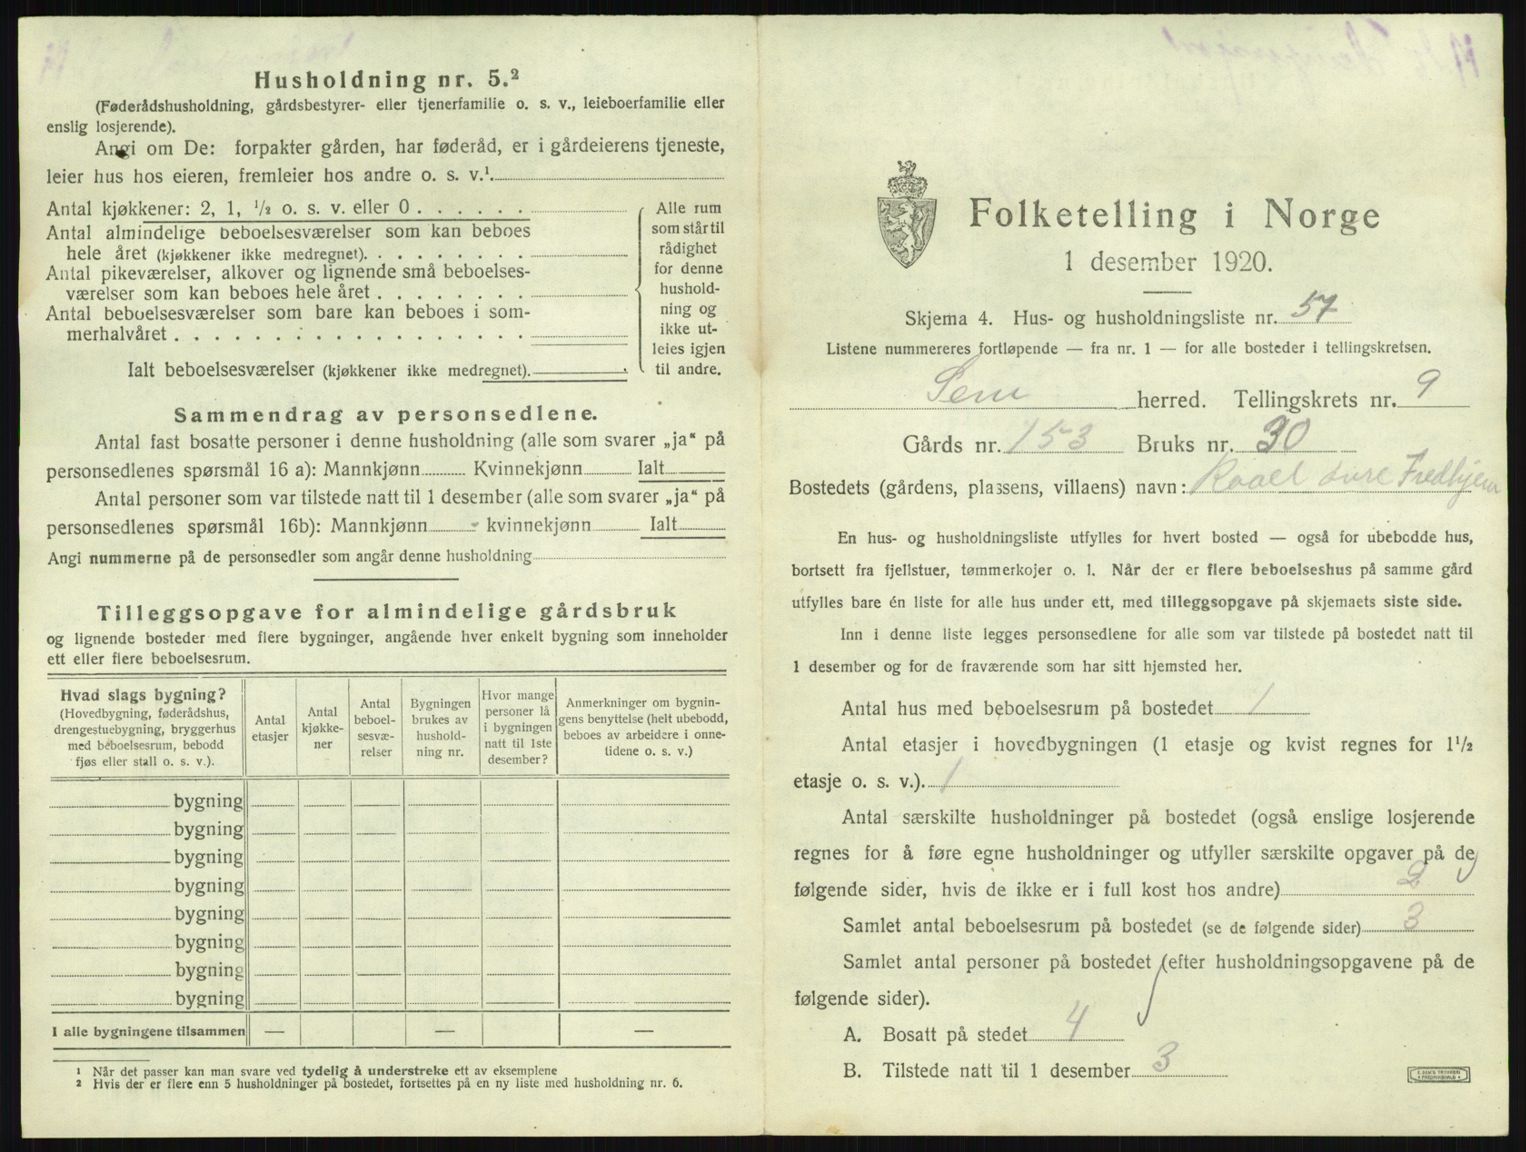 Husholdning nr. 5.²
(Føderådshusholdning, gårdsbestyrer- eller tjenerfamilie o. s. v., leieboerfamilie eller
enslig losjerende).
Angi om De: forpakter gården, har føderåd, er i gårdeierens tjeneste,
leier hus hos eieren, fremleier hos andre o. s. v.¹
Antal kjøkkener: 2, 1, ¹/₂ o. s. v. eller 0
Antal almindelige beboelsesværelser som kan beboes
hele året (kjøkkener ikke medregnet).
Antal pikeværelser, alkover og lignende små beboelses-
værelser som kan beboes hele året
Antal beboelsesværelser som bare kan beboes i som-
merhalvåret
Ialt beboelsesværelser (kjøkkener ikke medregnet).
Alle rum
som står til
rådighet
for denne
hushold-
ning og
ikke ut-
leies igjen
til andre.
Sammendrag av personsedlene.
Antal fast bosatte personer i denne husholdning (alle som svarer „ja“ på
personsedlenes spørsmål 16 a): Mannkjønn Kvinnekjønn Ialt
Antal personer som var tilstede natt til 1 desember (alle som svarer „ja“ på
personsedlenes spørsmål 16b): Mannkjønn kvinnekjønn Ialt
Angi nummerne på de personsedler som angår denne husholdning
Tilleggsopgave for almindelige gårdsbruk
og lignende bosteder med flere bygninger, angående hver enkelt bygning som inneholder
ett eller flere beboelsesrum.
Hvad slags bygning?
(Hovedbygning, føderådshus,
drengestuebygning, bryggerhus
med beboelsesrum, bebodd
fjøs eller stall o. s. v.).
Antal
etasjer
Antal
kjøkke-
ner
Antal
beboel-
sesvæ-
relser
Bygningen
brukes av
hushold-
ning nr.
Hvor mange
personer lå
i bygningen
natt til 1ste
desember?
Anmerkninger om bygnin-
gens benyttelse (helt ubebodd,
beboes av arbeidere i onne-
tidene o. s. v.)
bygning
bygning
bygning
bygning
bygning
bygning
bygning
bygning
I alle bygningene tilsammen — — —
¹ Når det passer kan man svare ved tydelig å understreke ett av eksemplene
² Hvis der er flere enn 5 husholdninger på bostedet, fortsettes på en ny liste med husholdning nr. 6.
Folketelling i Norge
1 desember 1920.
Skjema 4. Hus- og husholdningsliste nr. 57
Listene nummereres fortløpende — fra nr. 1 — for alle bosteder i tellingskretsen.
Sem herred. Tellingskrets nr. 9
Gårds nr. 153 Bruks nr. 30
Bostedets (gårdens, plassens, villaens) navn: Fredhjem
En hus- og husholdningsliste utfylles for hvert bosted — også for ubebodde hus,
bortsett fra fjellstuer, tømmerkojer o. l. Når der er flere beboelseshus på samme gård
utfylles bare én liste for alle hus under ett, med tilleggsopgave på skjemaets siste side.
Inn i denne liste legges personsedlene for alle som var tilstede på bostedet natt til
1 desember og for de fraværende som har sitt hjemsted her.
Antal hus med beboelsesrum på bostedet 1
Antal etasjer i hovedbygningen (1 etasje og kvist regnes for 1¹/₂
etasje o. s. v.). 1
Antal særskilte husholdninger på bostedet (også enslige losjerende
regnes for å føre egne husholdninger og utfyller særskilte opgaver på de
følgende sider, hvis de ikke er i full kost hos andre) 2
Samlet antal beboelsesrum på bostedet (se de følgende sider) 3
Samlet antal personer på bostedet (efter husholdningsopgavene på de
følgende sider).
A. Bosatt på stedet 4
B. Tilstede natt til 1 desember 3